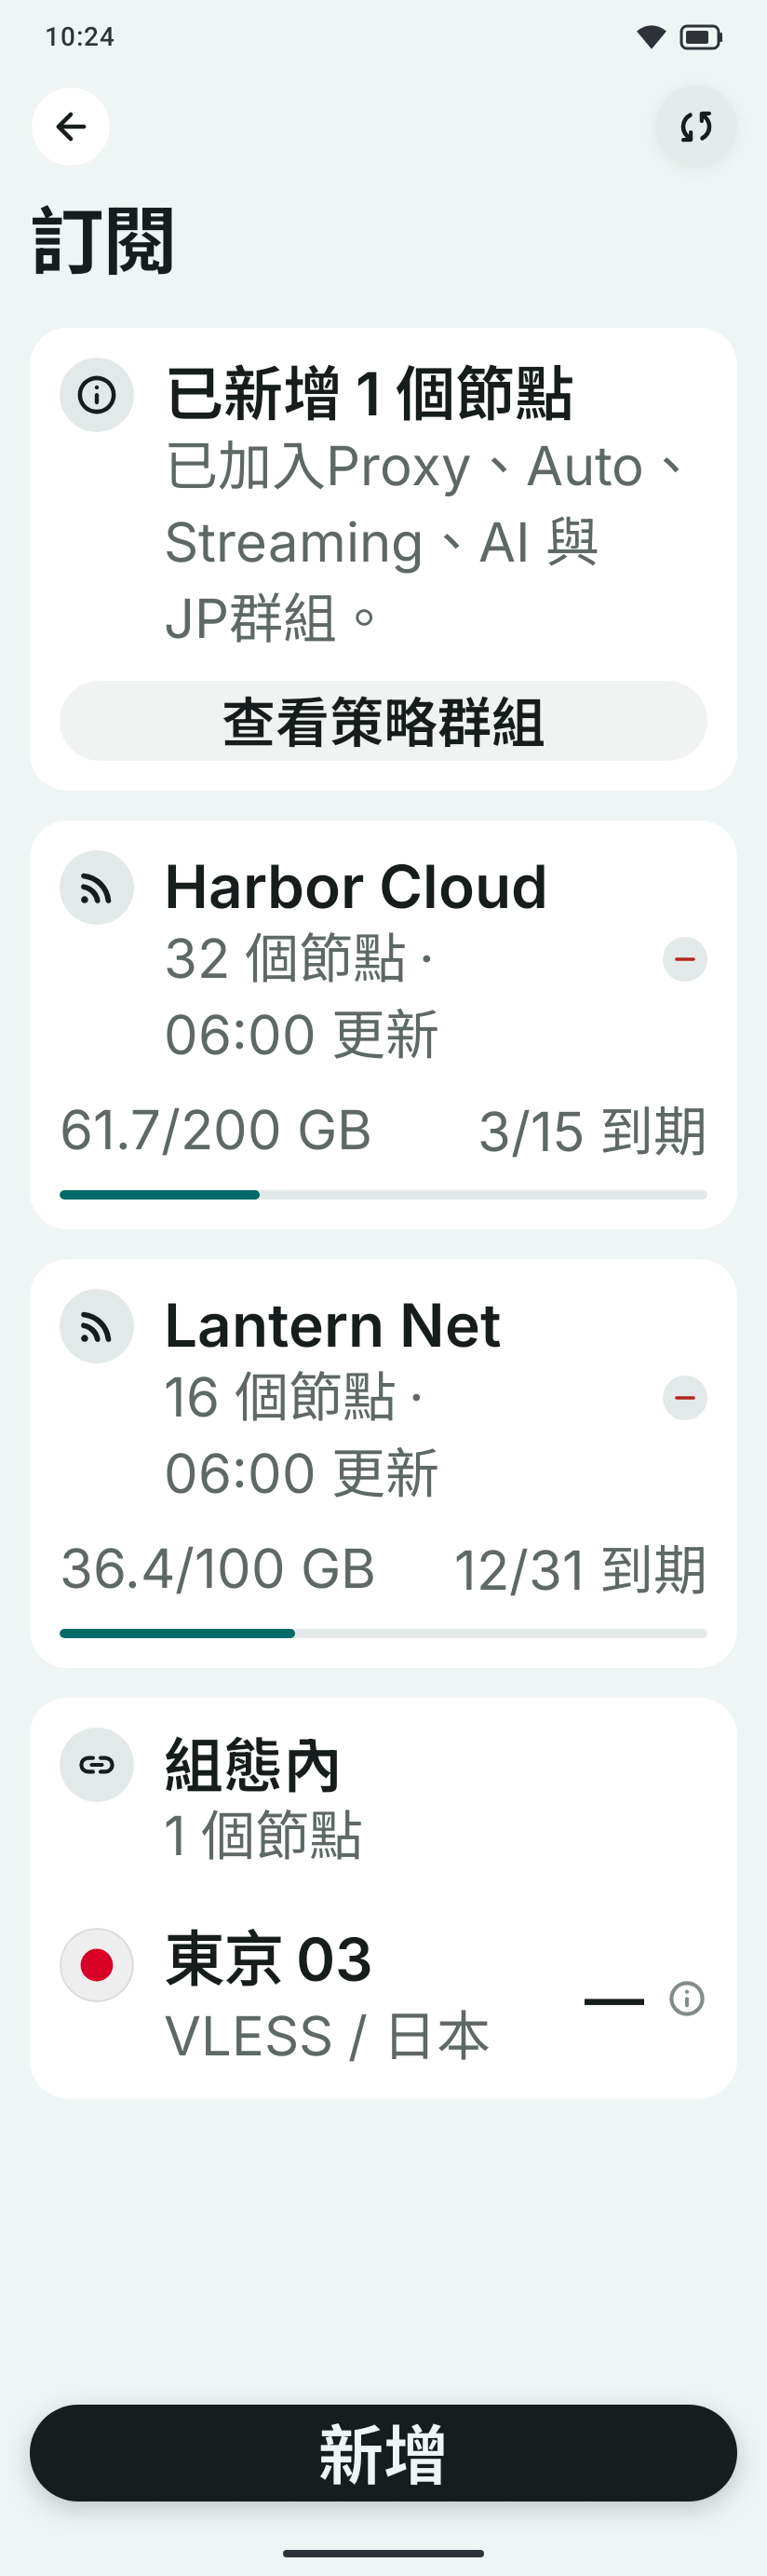 10:24
訂閱
已新增 1 個節點
已加入Proxy、Auto、
Streaming、AI 與
JP群組。
查看策略群組
Harbor Cloud
32 個節點 ·
06:00 更新
61.7/200 GB
3/15 到期
Lantern Net
16 個節點 ·
06:00 更新
36.4/100 GB
12/31 到期
組態內
1 個節點
東京 03
VLESS / 日本
—
新增